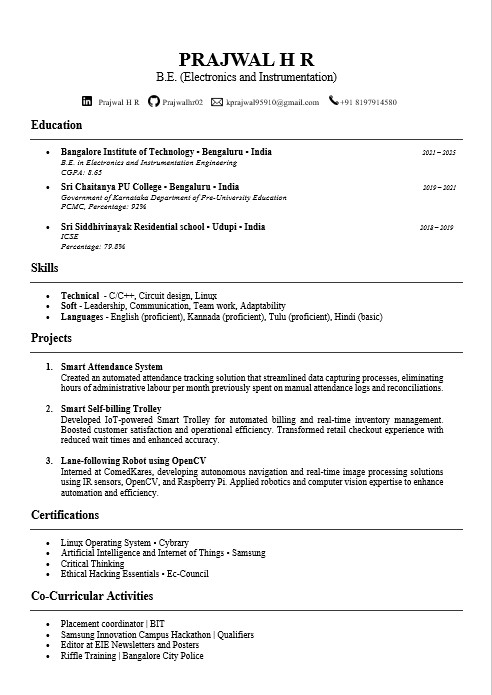 PRAJWAL H R
B.E. (Electronics and Instrumentation)
Prajwal H R Prajwalhr02 kprajwal95910@gmail.com +91 8197914580
Education
• Bangalore Institute of Technology • Bengaluru • India 2021 – 2025
B.E. in Electronics and Instrumentation Engineering
CGPA: 8.65
• Sri Chaitanya PU College • Bengaluru • India 2019 – 2021
Government of Karnataka Department of Pre-University Education
PCMC, Percentage: 92%
• Sri Siddhivinayak Residential school • Udupi • India 2018 – 2019
ICSE
Percentage: 79.8%
Skills
• Technical - C/C++, Circuit design, Linux
• Soft - Leadership, Communication, Team work, Adaptability
• Languages - English (proficient), Kannada (proficient), Tulu (proficient), Hindi (basic)
Projects
1. Smart Attendance System
Created an automated attendance tracking solution that streamlined data capturing processes, eliminating
hours of administrative labour per month previously spent on manual attendance logs and reconciliations.
2. Smart Self-billing Trolley
Developed IoT-powered Smart Trolley for automated billing and real-time inventory management.
Boosted customer satisfaction and operational efficiency. Transformed retail checkout experience with
reduced wait times and enhanced accuracy.
3. Lane-following Robot using OpenCV
Interned at ComedKares, developing autonomous navigation and real-time image processing solutions
using IR sensors, OpenCV, and Raspberry Pi. Applied robotics and computer vision expertise to enhance
automation and efficiency.
Certifications
• Linux Operating System • Cybrary
• Artificial Intelligence and Internet of Things • Samsung
• Critical Thinking
• Ethical Hacking Essentials • Ec-Council
Co-Curricular Activities
• Placement coordinator | BIT
• Samsung Innovation Campus Hackathon | Qualifiers
• Editor at EIE Newsletters and Posters
• Riffle Training | Bangalore City Police